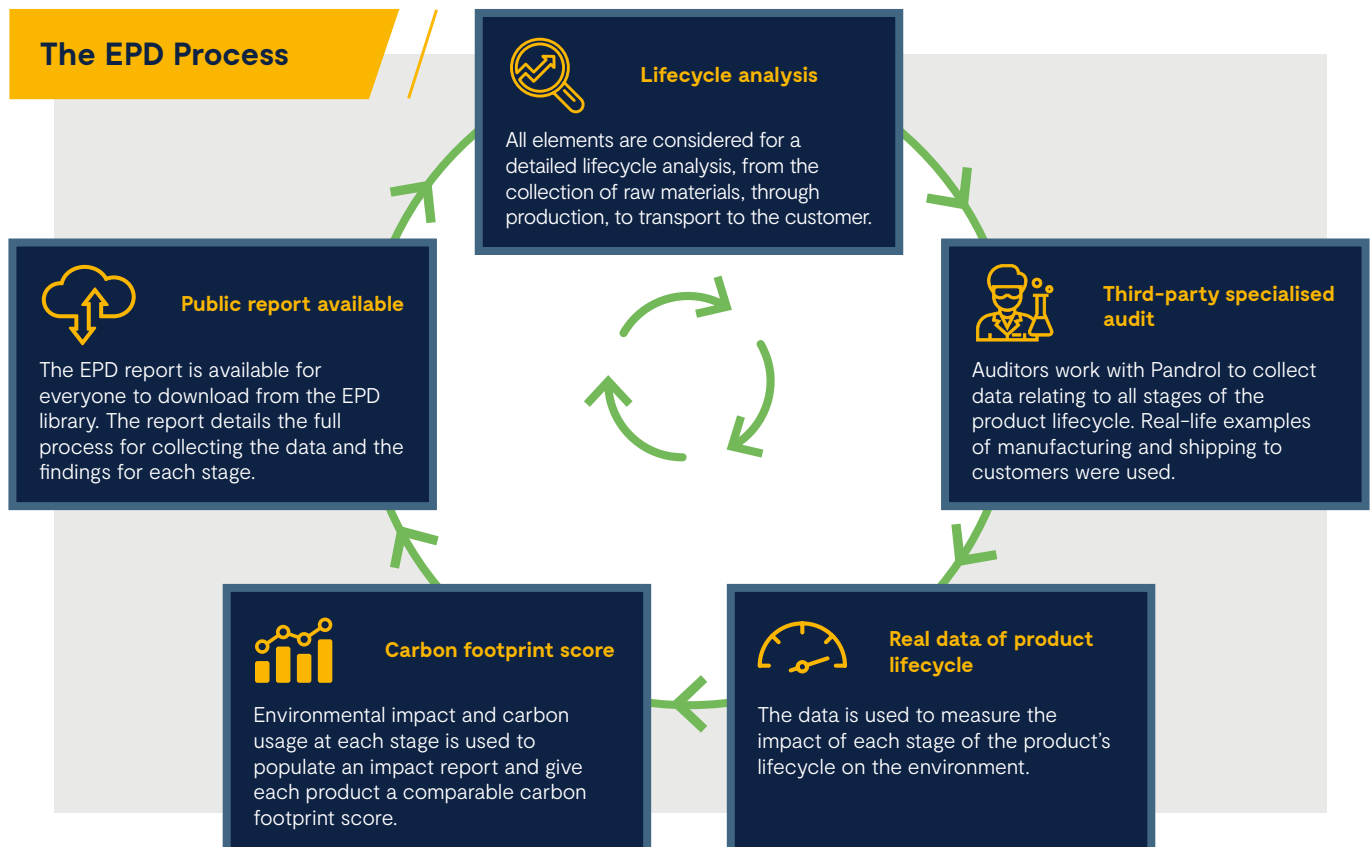 The EPD Process
Lifecycle analysis
All elements are considered for a
detailed lifecycle analysis, from the
collection of raw materials, through
production, to transport to the customer.
Third-party specialised
audit
Auditors work with Pandrol to collect
data relating to all stages of the
product lifecycle. Real-life examples
of manufacturing and shipping to
customers were used.
Real data of product
lifecycle
The data is used to measure the
impact of each stage of the product’s
lifecycle on the environment.
Carbon footprint score
Environmental impact and carbon
usage at each stage is used to
populate an impact report and give
each product a comparable carbon
footprint score.
Public report available
The EPD report is available for
everyone to download from the EPD
library. The report details the full
process for collecting the data and the
findings for each stage.